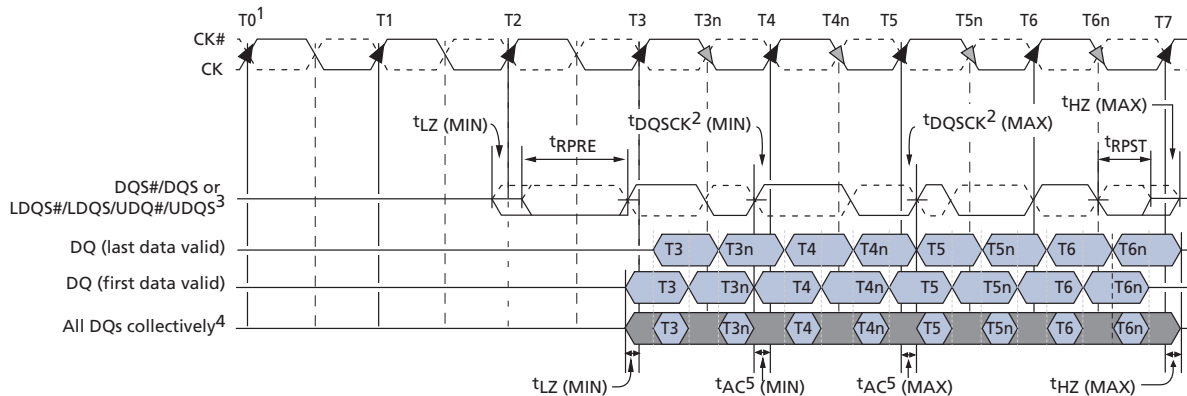 T0¹ T1 T2 T3 T3n T4 T4n T5 T5n T6 T6n T7
CK#
CK
tHZ (MAX)
tLZ (MIN) tDQSCK² (MIN) tDQSCK² (MAX)
tRPRE tRPST
DQS#/DQS or
LDQS#/LDQS/UDQ#/UDQS³
DQ (last data valid) T3 T3n T4 T4n T5 T5n T6 T6n
DQ (first data valid) T3 T3n T4 T4n T5 T5n T6 T6n
All DQs collectively⁴ T3 T3n T4 T4n T5 T5n T6 T6n
tLZ (MIN) tAC⁵ (MIN) tAC⁵ (MAX) tHZ (MAX)